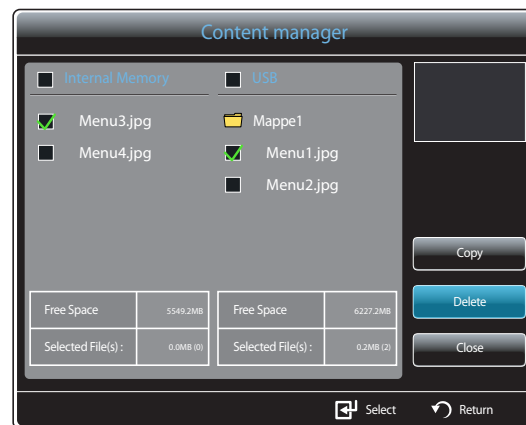 Content manager
Internal Memory
USB
Menu3.jpg
Mappe1
Menu4.jpg
Menu1.jpg
Menu2.jpg
Copy
Free Space
5549.2MB
Free Space
6227.2MB
Delete
Selected File(s) :
0.0MB (0)
Selected File(s) :
0.2MB (2)
Close
Select
Return